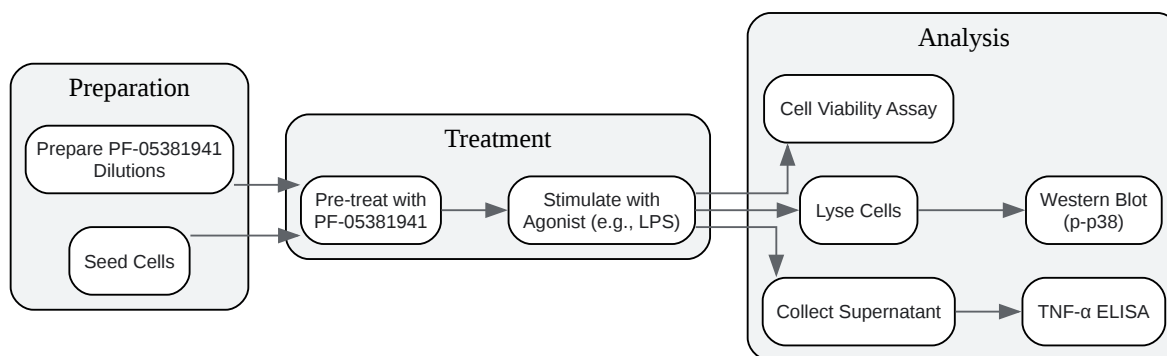 Preparation
Prepare PF-05381941
Dilutions
Seed Cells
Treatment
Pre-treat with
PF-05381941
Stimulate with
Agonist (e.g., LPS)
Analysis
Cell Viability Assay
Lyse Cells
Western Blot
(p-p38)
Collect Supernatant
TNF-α ELISA